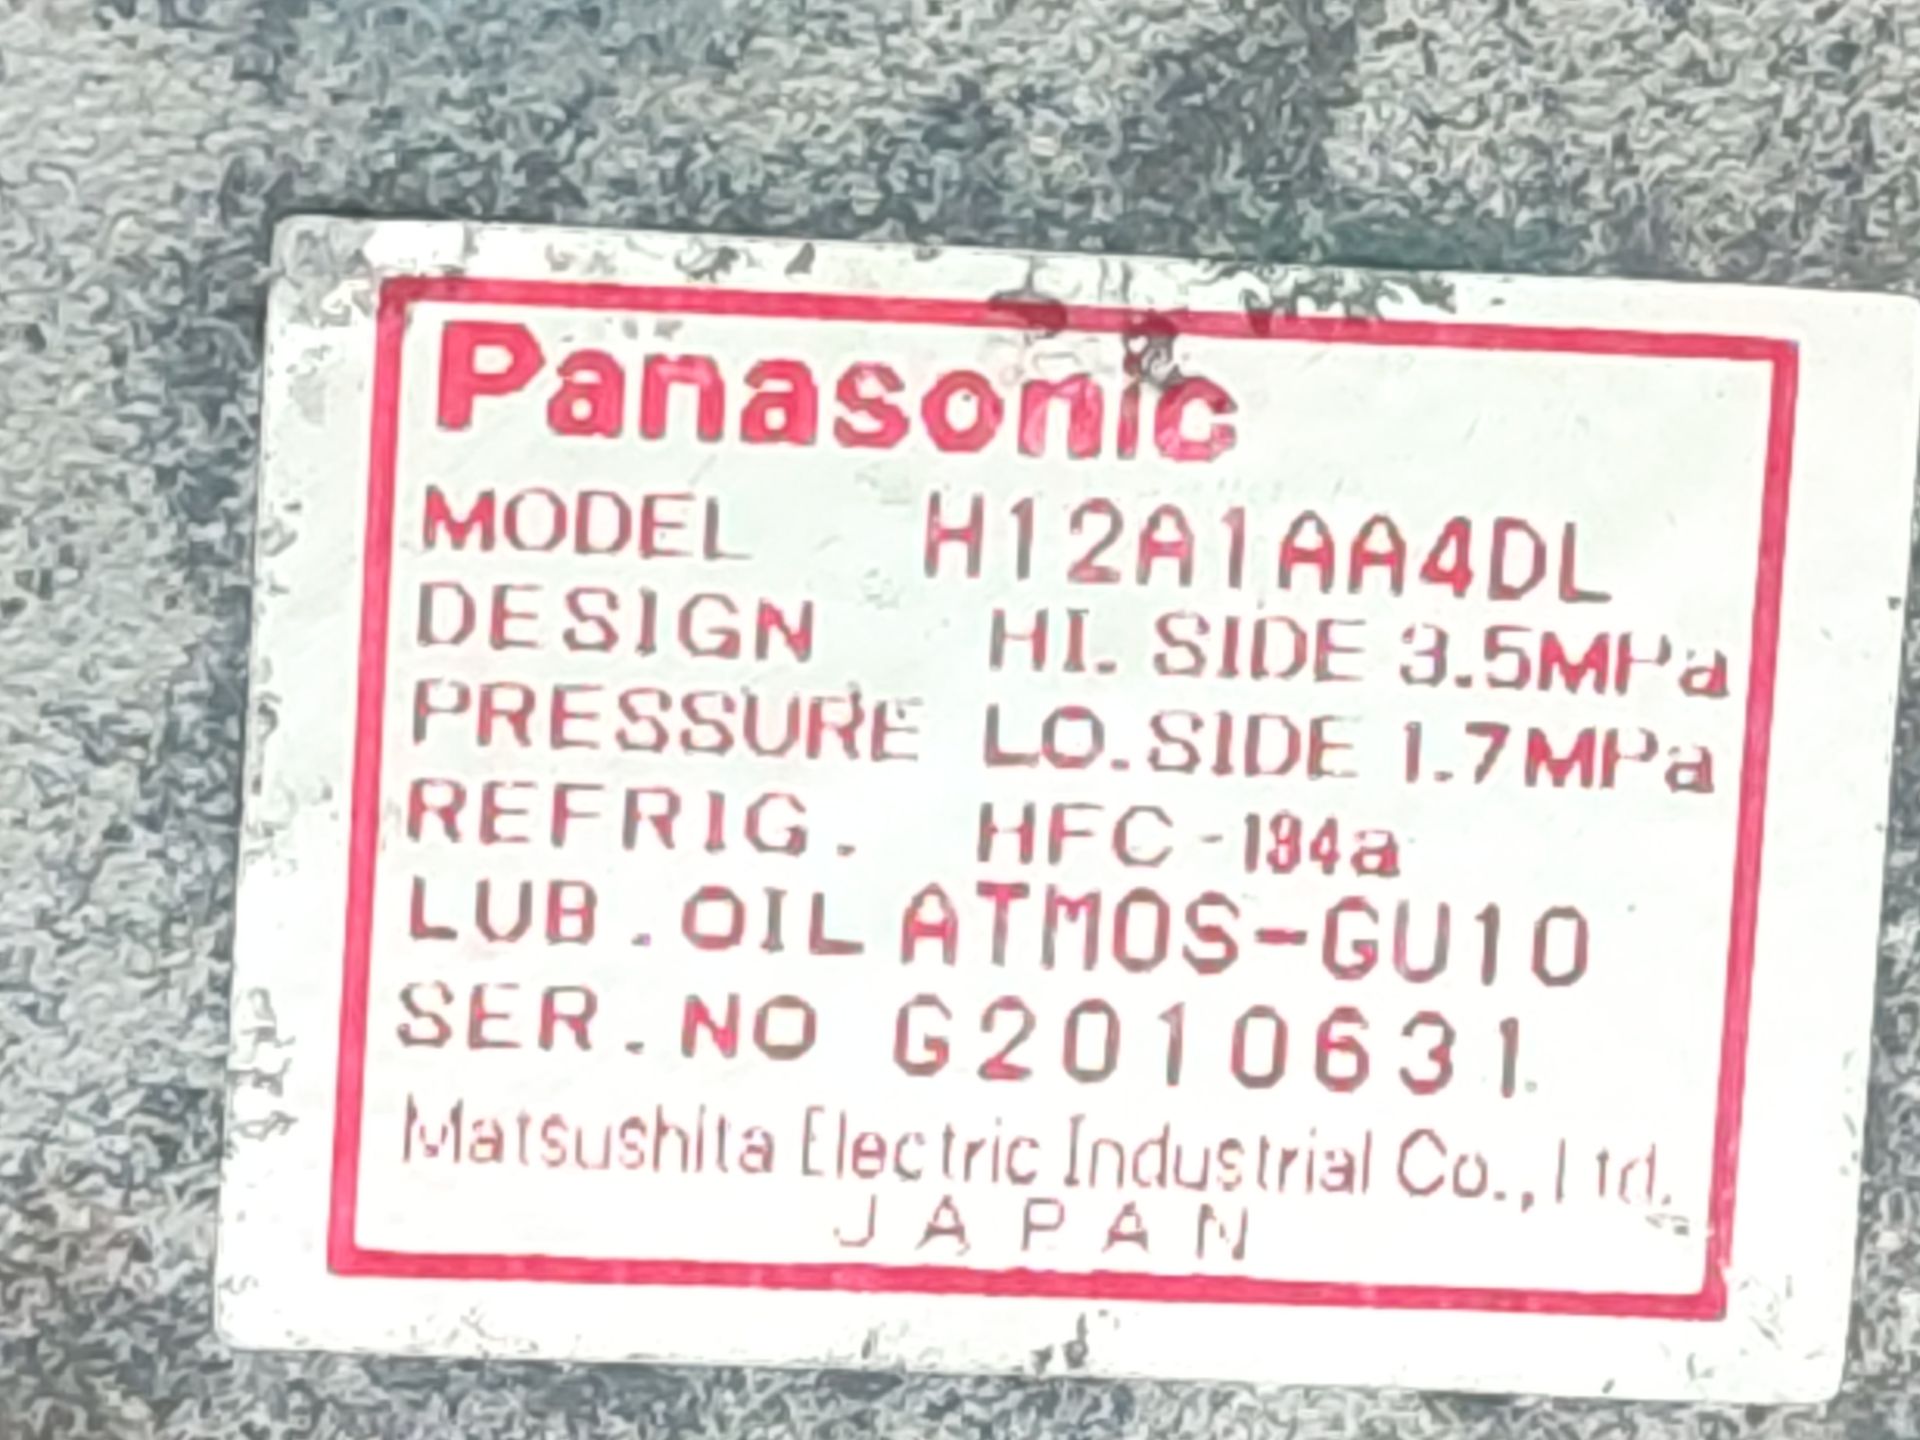 Panasonic
MODEL H12A1AA4DL
DESIGN HI. SIDE 3.5MPa
PRESSURE LO. SIDE 1.7MPa
REFRIG. HFC-134a
LUB. OIL ATMOS-GU10
SER. NO G2010631
Matsushita Electric Industrial Co., Ltd.
JAPAN